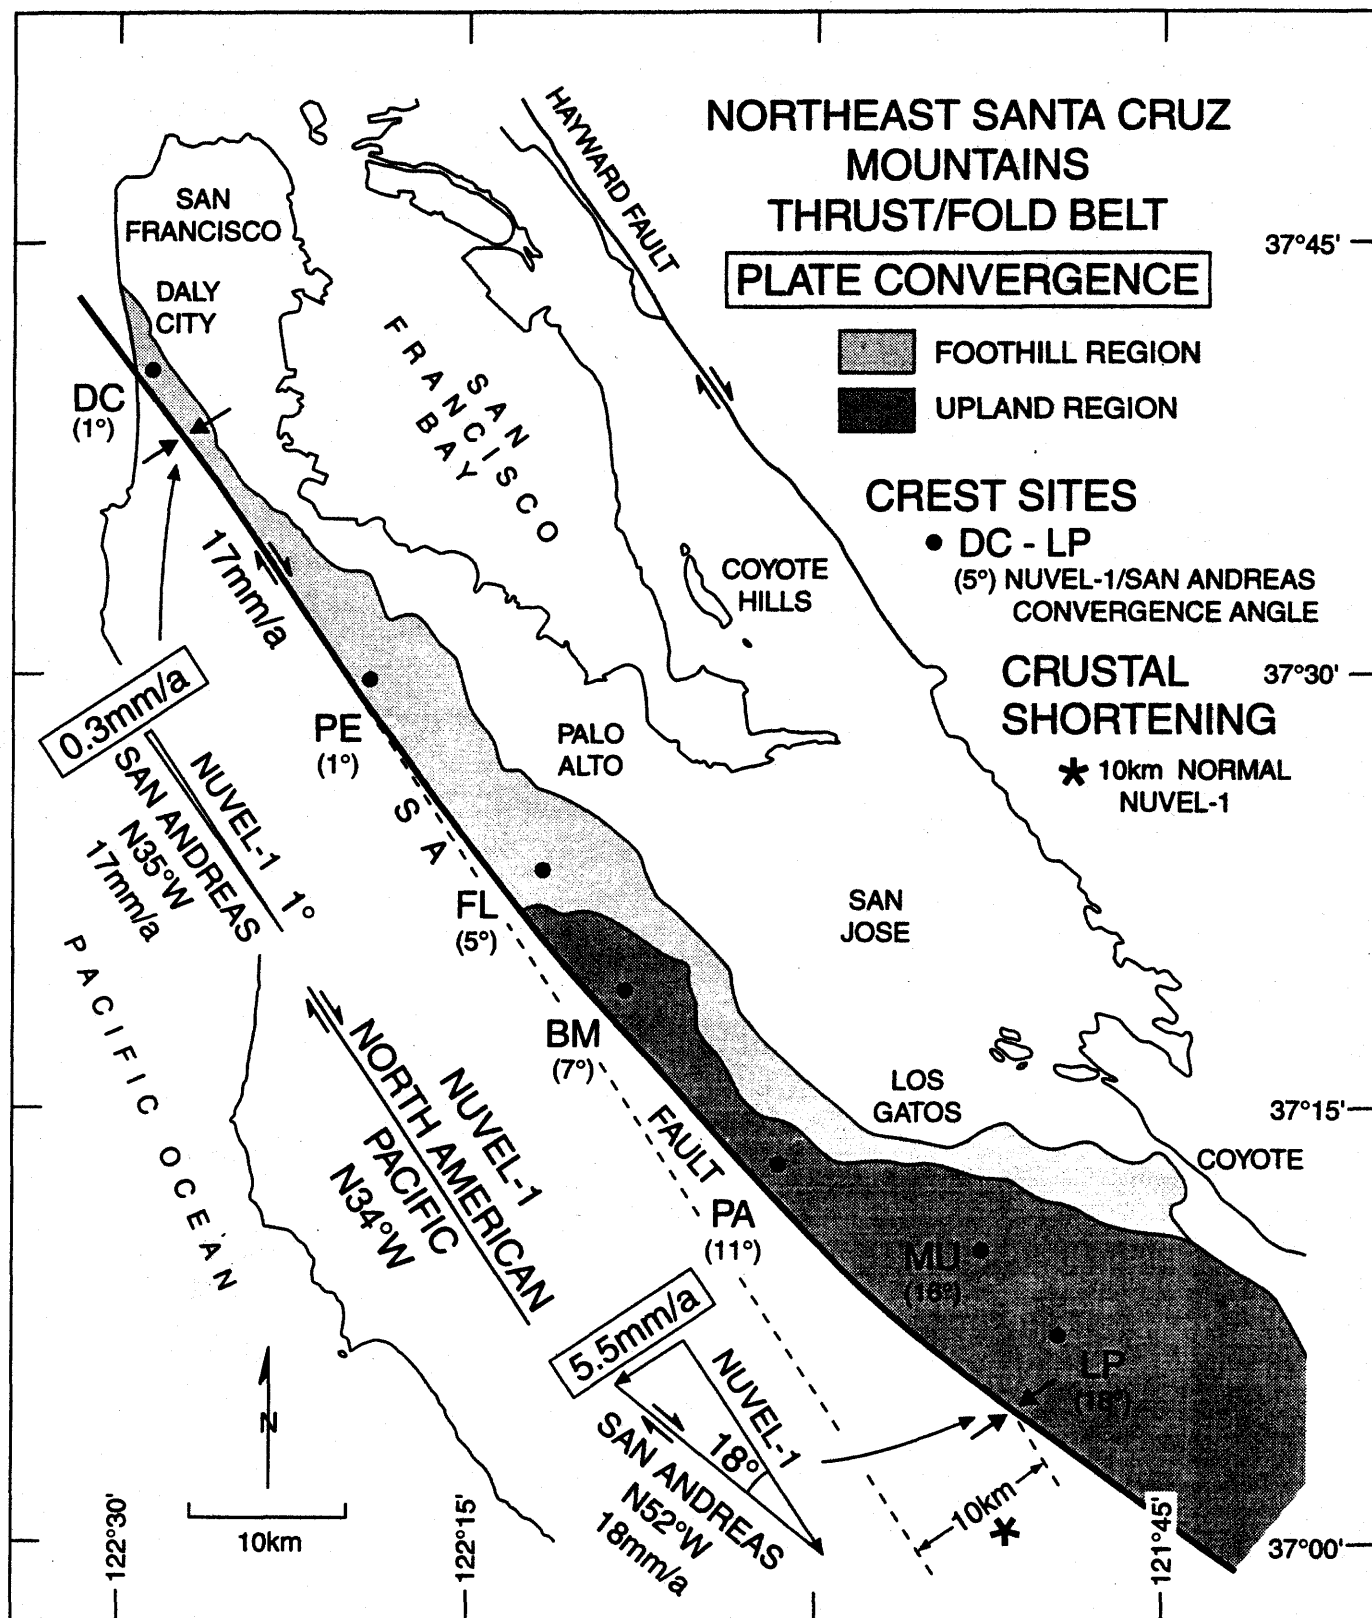 NORTHEAST SANTA CRUZ
MOUNTAINS
THRUST/FOLD BELT
PLATE CONVERGENCE
FOOTHILL REGION
UPLAND REGION
CREST SITES
DC - LP
(5°) NUVEL-1/SAN ANDREAS
CONVERGENCE ANGLE
CRUSTAL
SHORTENING
* 10km NORMAL
NUVEL-1
37°45'
37°30'
37°15'
37°00'
HAYWARD FAULT
SAN
FRANCISCO
DALY
CITY
SAN
FRANCISCO
BAY
DC
(1°)
17mm/a
COYOTE
HILLS
0.3mm/a
NUVEL-1
1°
SAN ANDREAS
N35°W
17mm/a
PE
(1°)
PALO
ALTO
SA
FL
(5°)
SAN
JOSE
PACIFIC OCEAN
BM
(7°)
FAULT
LOS
GATOS
COYOTE
NUVEL-1
NORTH AMERICAN
PACIFIC
N34°W
PA
(11°)
MU
(16°)
LP
(18°)
5.5mm/a
NUVEL-1
18°
SAN ANDREAS
N52°W
18mm/a
10km
*
N
10km
122°30'
122°15'
121°45'